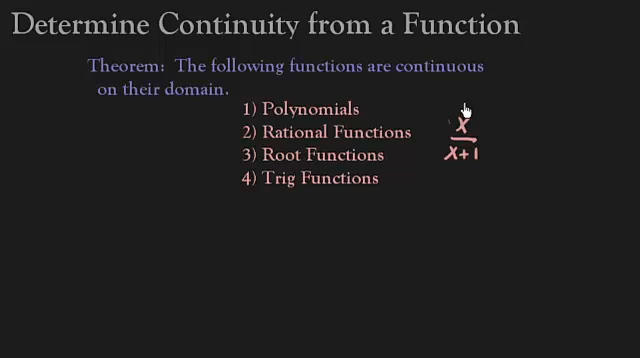 Determine Continuity from a Function
Theorem: The following functions are continuous
on their domain.
1) Polynomials
2) Rational Functions
3) Root Functions
4) Trig Functions
x
x+1